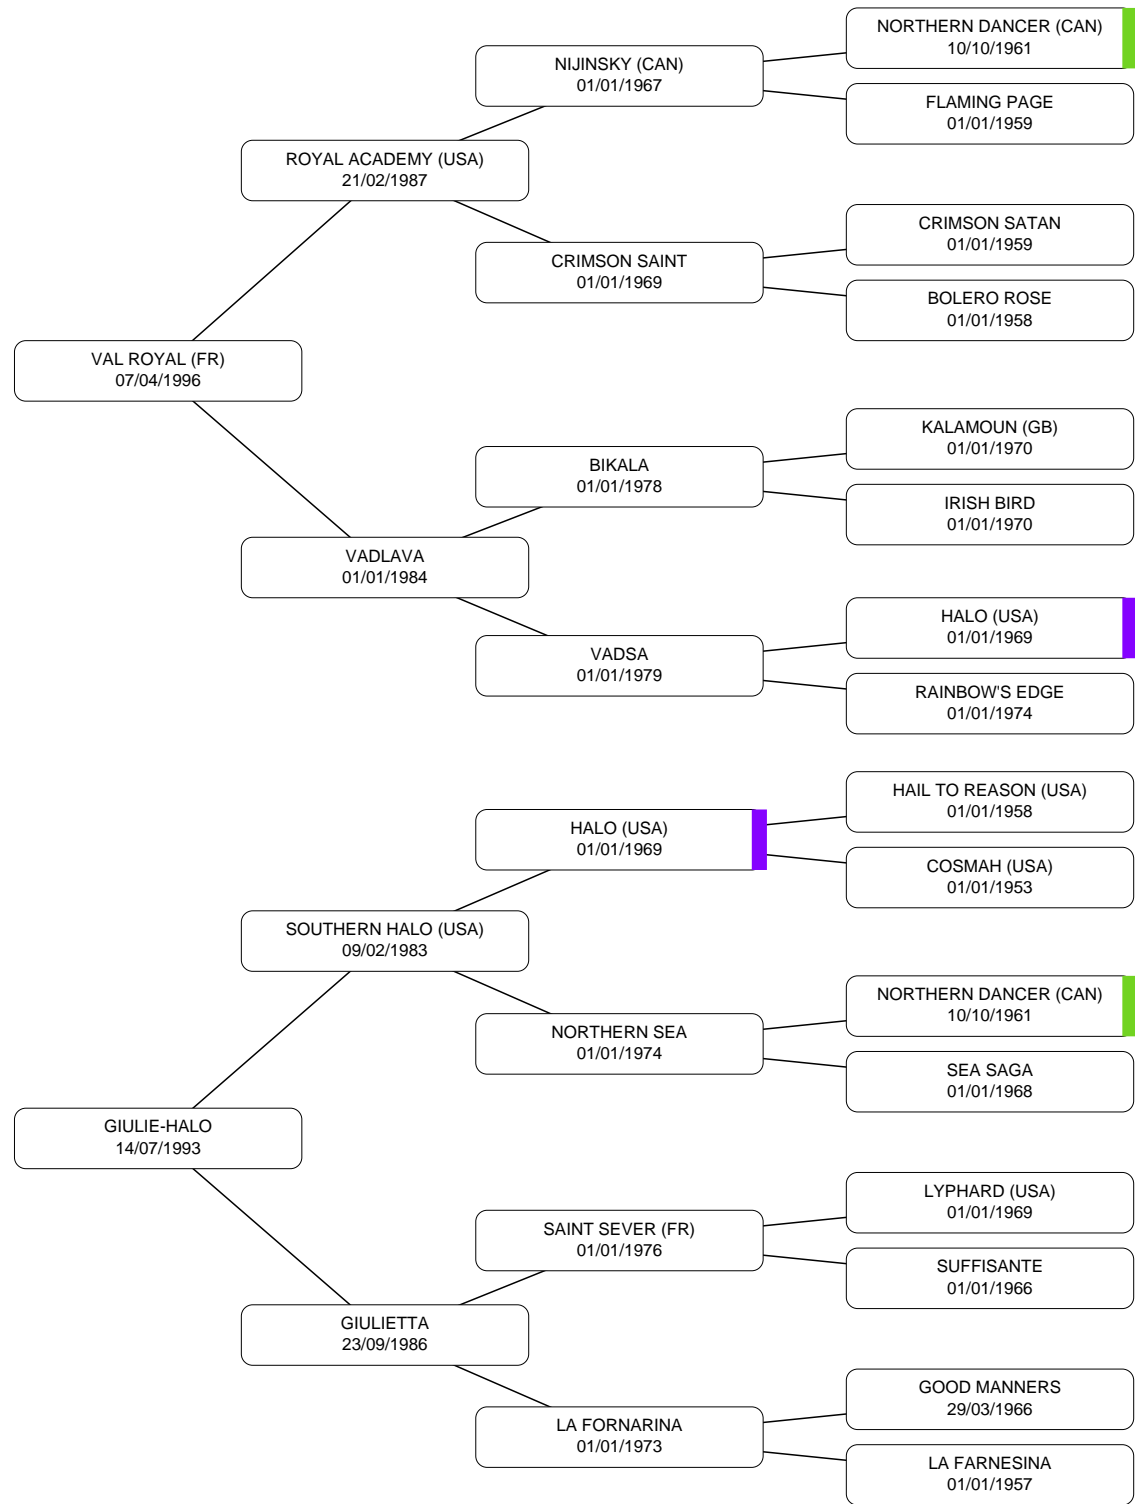 NORTHERN DANCER (CAN)
10/10/1961
NIJINSKY (CAN)
01/01/1967
FLAMING PAGE
01/01/1959
ROYAL ACADEMY (USA)
21/02/1987
CRIMSON SATAN
01/01/1959
CRIMSON SAINT
01/01/1969
BOLERO ROSE
01/01/1958
VAL ROYAL (FR)
07/04/1996
KALAMOUN (GB)
01/01/1970
BIKALA
01/01/1978
IRISH BIRD
01/01/1970
VADLAVA
01/01/1984
HALO (USA)
01/01/1969
VADSA
01/01/1979
RAINBOW'S EDGE
01/01/1974
HAIL TO REASON (USA)
01/01/1958
HALO (USA)
01/01/1969
COSMAH (USA)
01/01/1953
SOUTHERN HALO (USA)
09/02/1983
NORTHERN DANCER (CAN)
10/10/1961
NORTHERN SEA
01/01/1974
SEA SAGA
01/01/1968
GIULIE-HALO
14/07/1993
LYPHARD (USA)
01/01/1969
SAINT SEVER (FR)
01/01/1976
SUFFISANTE
01/01/1966
GIULIETTA
23/09/1986
GOOD MANNERS
29/03/1966
LA FORNARINA
01/01/1973
LA FARNESINA
01/01/1957